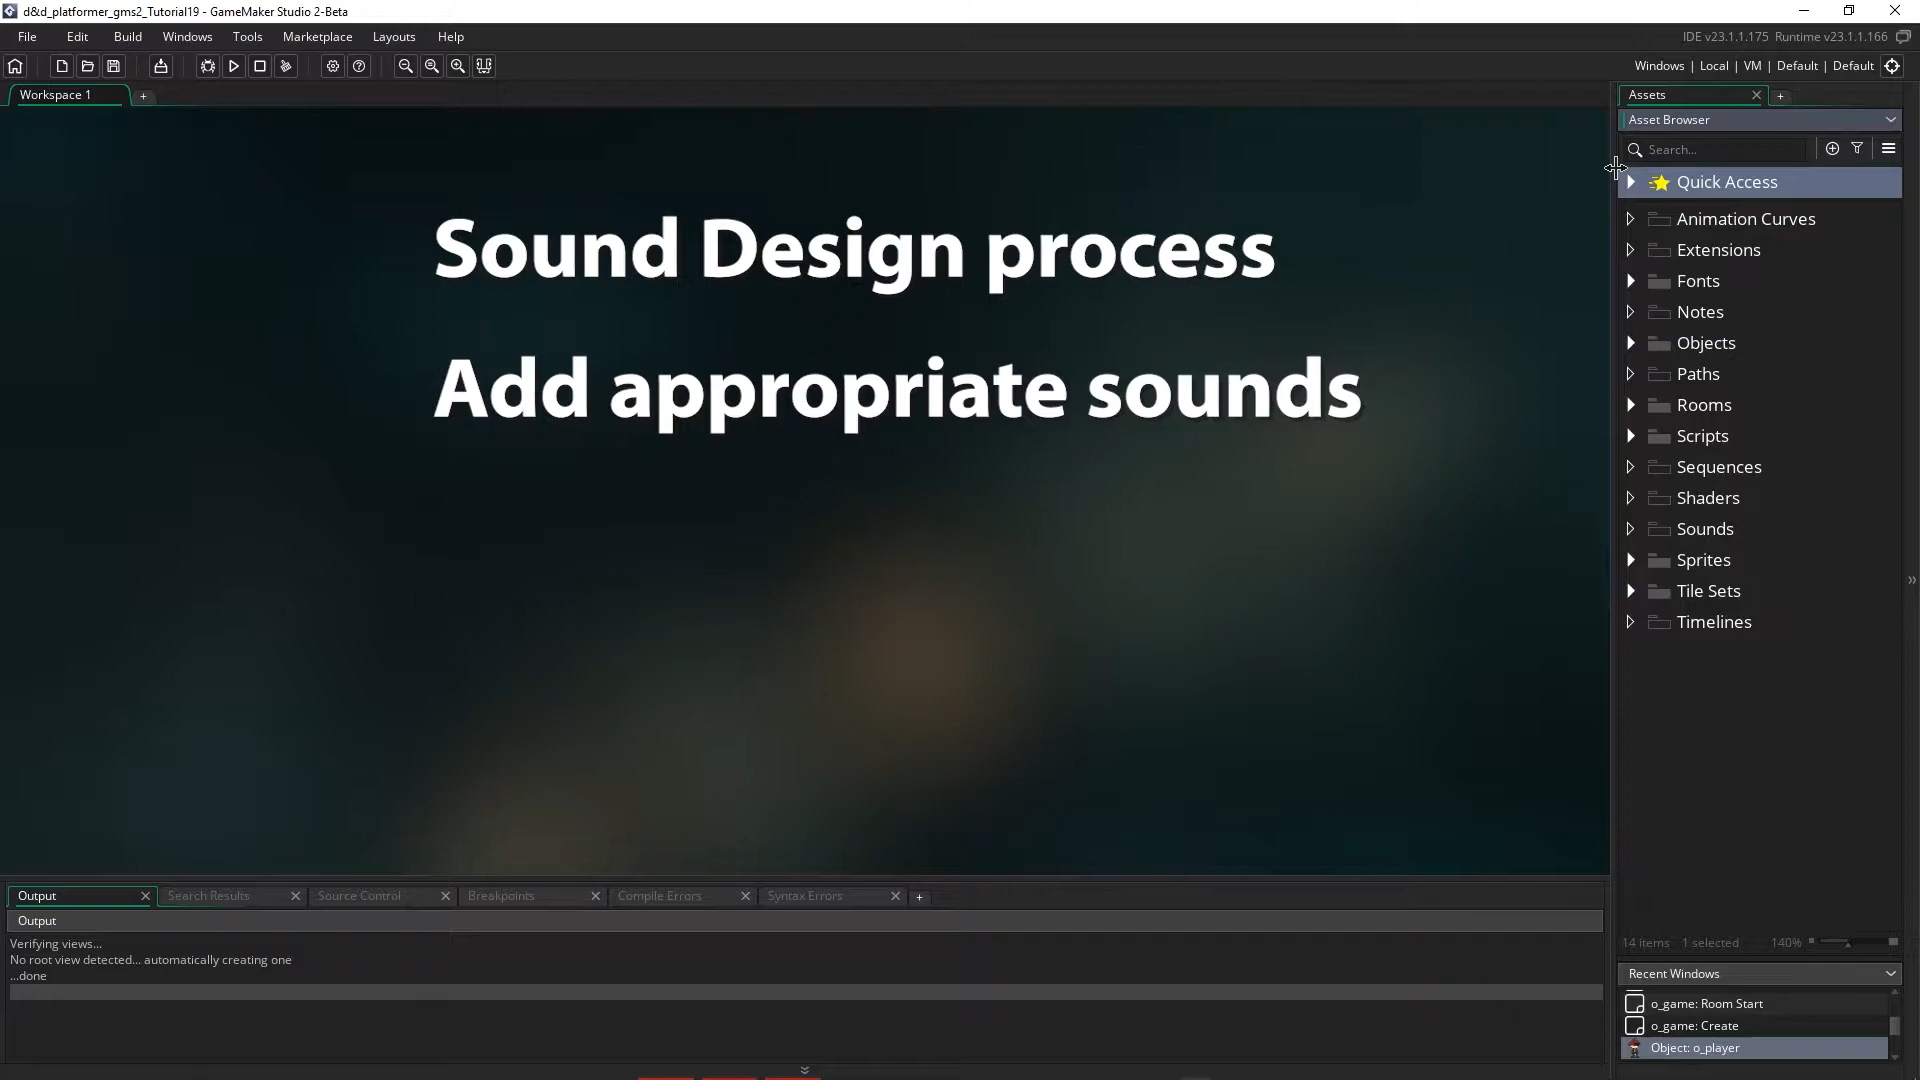 d&d_platformer_gms2_Tutorial19 - GameMaker Studio 2-Beta
File Edit Build Windows Tools Marketplace Layouts Help
IDE v23.1.1.175 Runtime v23.1.1.166
Windows | Local | VM | Default | Default
Workspace 1
Assets
Asset Browser
Search...
Quick Access
Animation Curves
Extensions
Fonts
Notes
Objects
Paths
Rooms
Scripts
Sequences
Shaders
Sounds
Sprites
Tile Sets
Timelines
Sound Design process
Add appropriate sounds
14 items 1 selected 140%
Recent Windows
o_game: Room Start
o_game: Create
Object: o_player
Output Search Results Source Control Breakpoints Compile Errors Syntax Errors
Output
Verifying views...
No root view detected... automatically creating one
...done